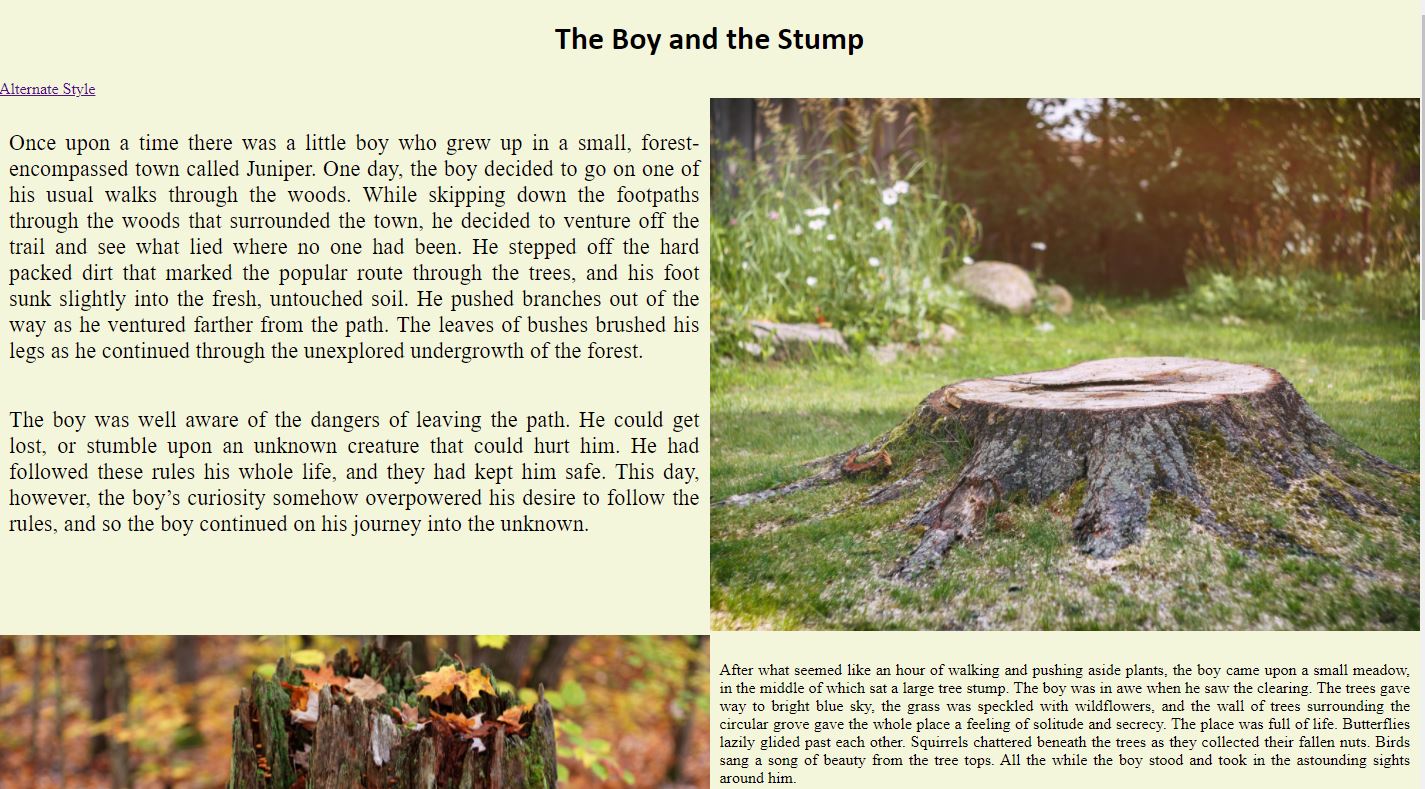 The Boy and the Stump
Alternate Style
Once upon a time there was a little boy who grew up in a small, forest-
encompassed town called Juniper. One day, the boy decided to go on one of
his usual walks through the woods. While skipping down the footpaths
through the woods that surrounded the town, he decided to venture off the
trail and see what lied where no one had been. He stepped off the hard
packed dirt that marked the popular route through the trees, and his foot
sunk slightly into the fresh, untouched soil. He pushed branches out of the
way as he ventured farther from the path. The leaves of bushes brushed his
legs as he continued through the unexplored undergrowth of the forest.
The boy was well aware of the dangers of leaving the path. He could get
lost, or stumble upon an unknown creature that could hurt him. He had
followed these rules his whole life, and they had kept him safe. This day,
however, the boy’s curiosity somehow overpowered his desire to follow the
rules, and so the boy continued on his journey into the unknown.
After what seemed like an hour of walking and pushing aside plants, the boy came upon a small meadow,
in the middle of which sat a large tree stump. The boy was in awe when he saw the clearing. The trees gave
way to bright blue sky, the grass was speckled with wildflowers, and the wall of trees surrounding the
circular grove gave the whole place a feeling of solitude and secrecy. The place was full of life. Butterflies
lazily glided past each other. Squirrels chattered beneath the trees as they collected their fallen nuts. Birds
sang a song of beauty from the tree tops. All the while the boy stood and took in the astounding sights
around him.